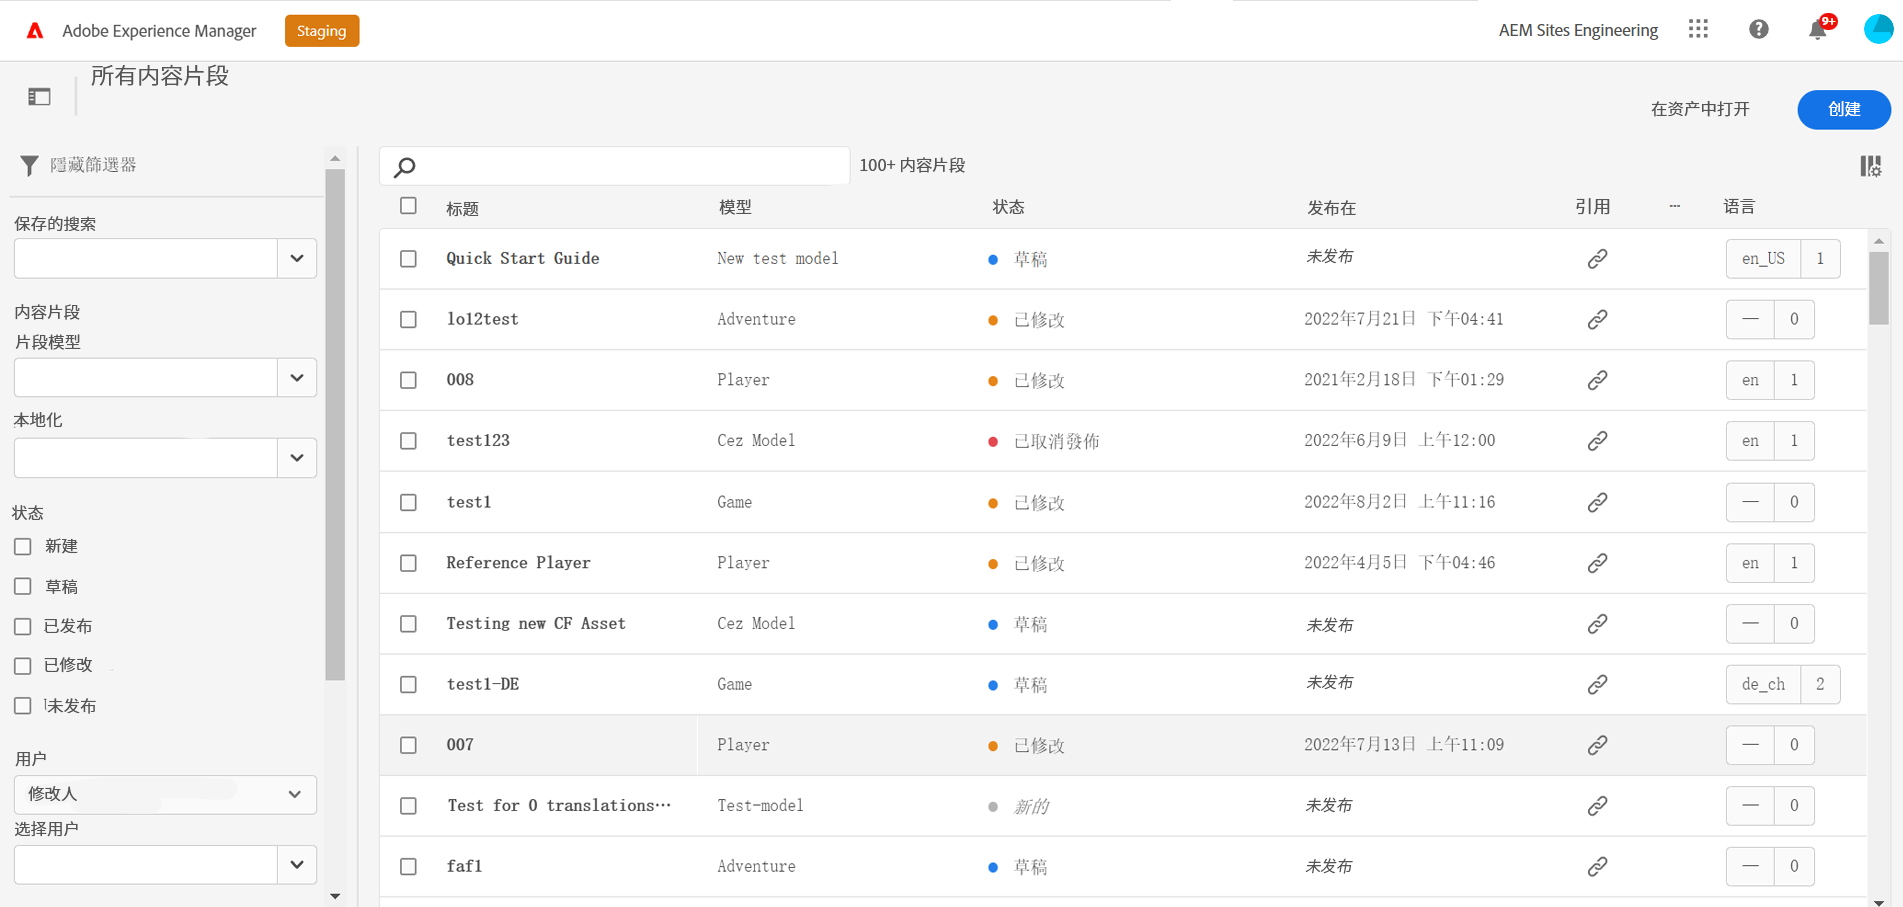 Adobe Experience Manager
Staging
AEM Sites Engineering
9+
所有内容片段
在资产中打开
创建
隱藏篩選器
100+ 内容片段
保存的搜索
内容片段
片段模型
本地化
状态
新建
草稿
已发布
已修改
未发布
用户
修改人
选择用户
标题 模型 状态 发布在 引用 ··· 语言
Quick Start Guide New test model 草稿 未发布 en_US 1
lo12test Adventure 已修改 2022年7月21日 下午04:41 — 0
008 Player 已修改 2021年2月18日 下午01:29 en 1
test123 Cez Model 已取消發佈 2022年6月9日 上午12:00 en 1
test1 Game 已修改 2022年8月2日 上午11:16 — 0
Reference Player Player 已修改 2022年4月5日 下午04:46 en 1
Testing new CF Asset Cez Model 草稿 未发布 — 0
test1-DE Game 草稿 未发布 de_ch 2
007 Player 已修改 2022年7月13日 上午11:09 — 0
Test for 0 translations··· Test-model 新的 未发布 — 0
faf1 Adventure 草稿 未发布 — 0